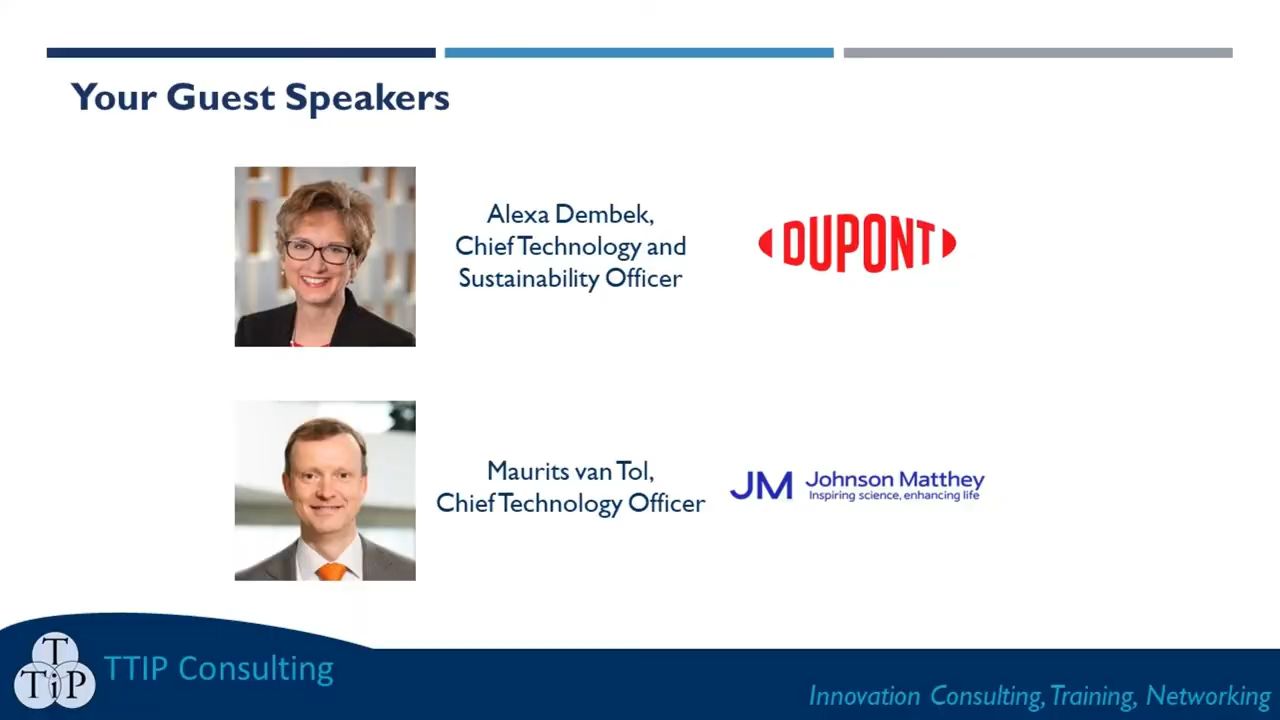 Your Guest Speakers
Alexa Dembek,
Chief Technology and
Sustainability Officer
DUPONT
Maurits van Tol,
Chief Technology Officer
JM Johnson Matthey
Inspiring science, enhancing life
T
TiP
TTIP Consulting
Innovation Consulting, Training, Networking